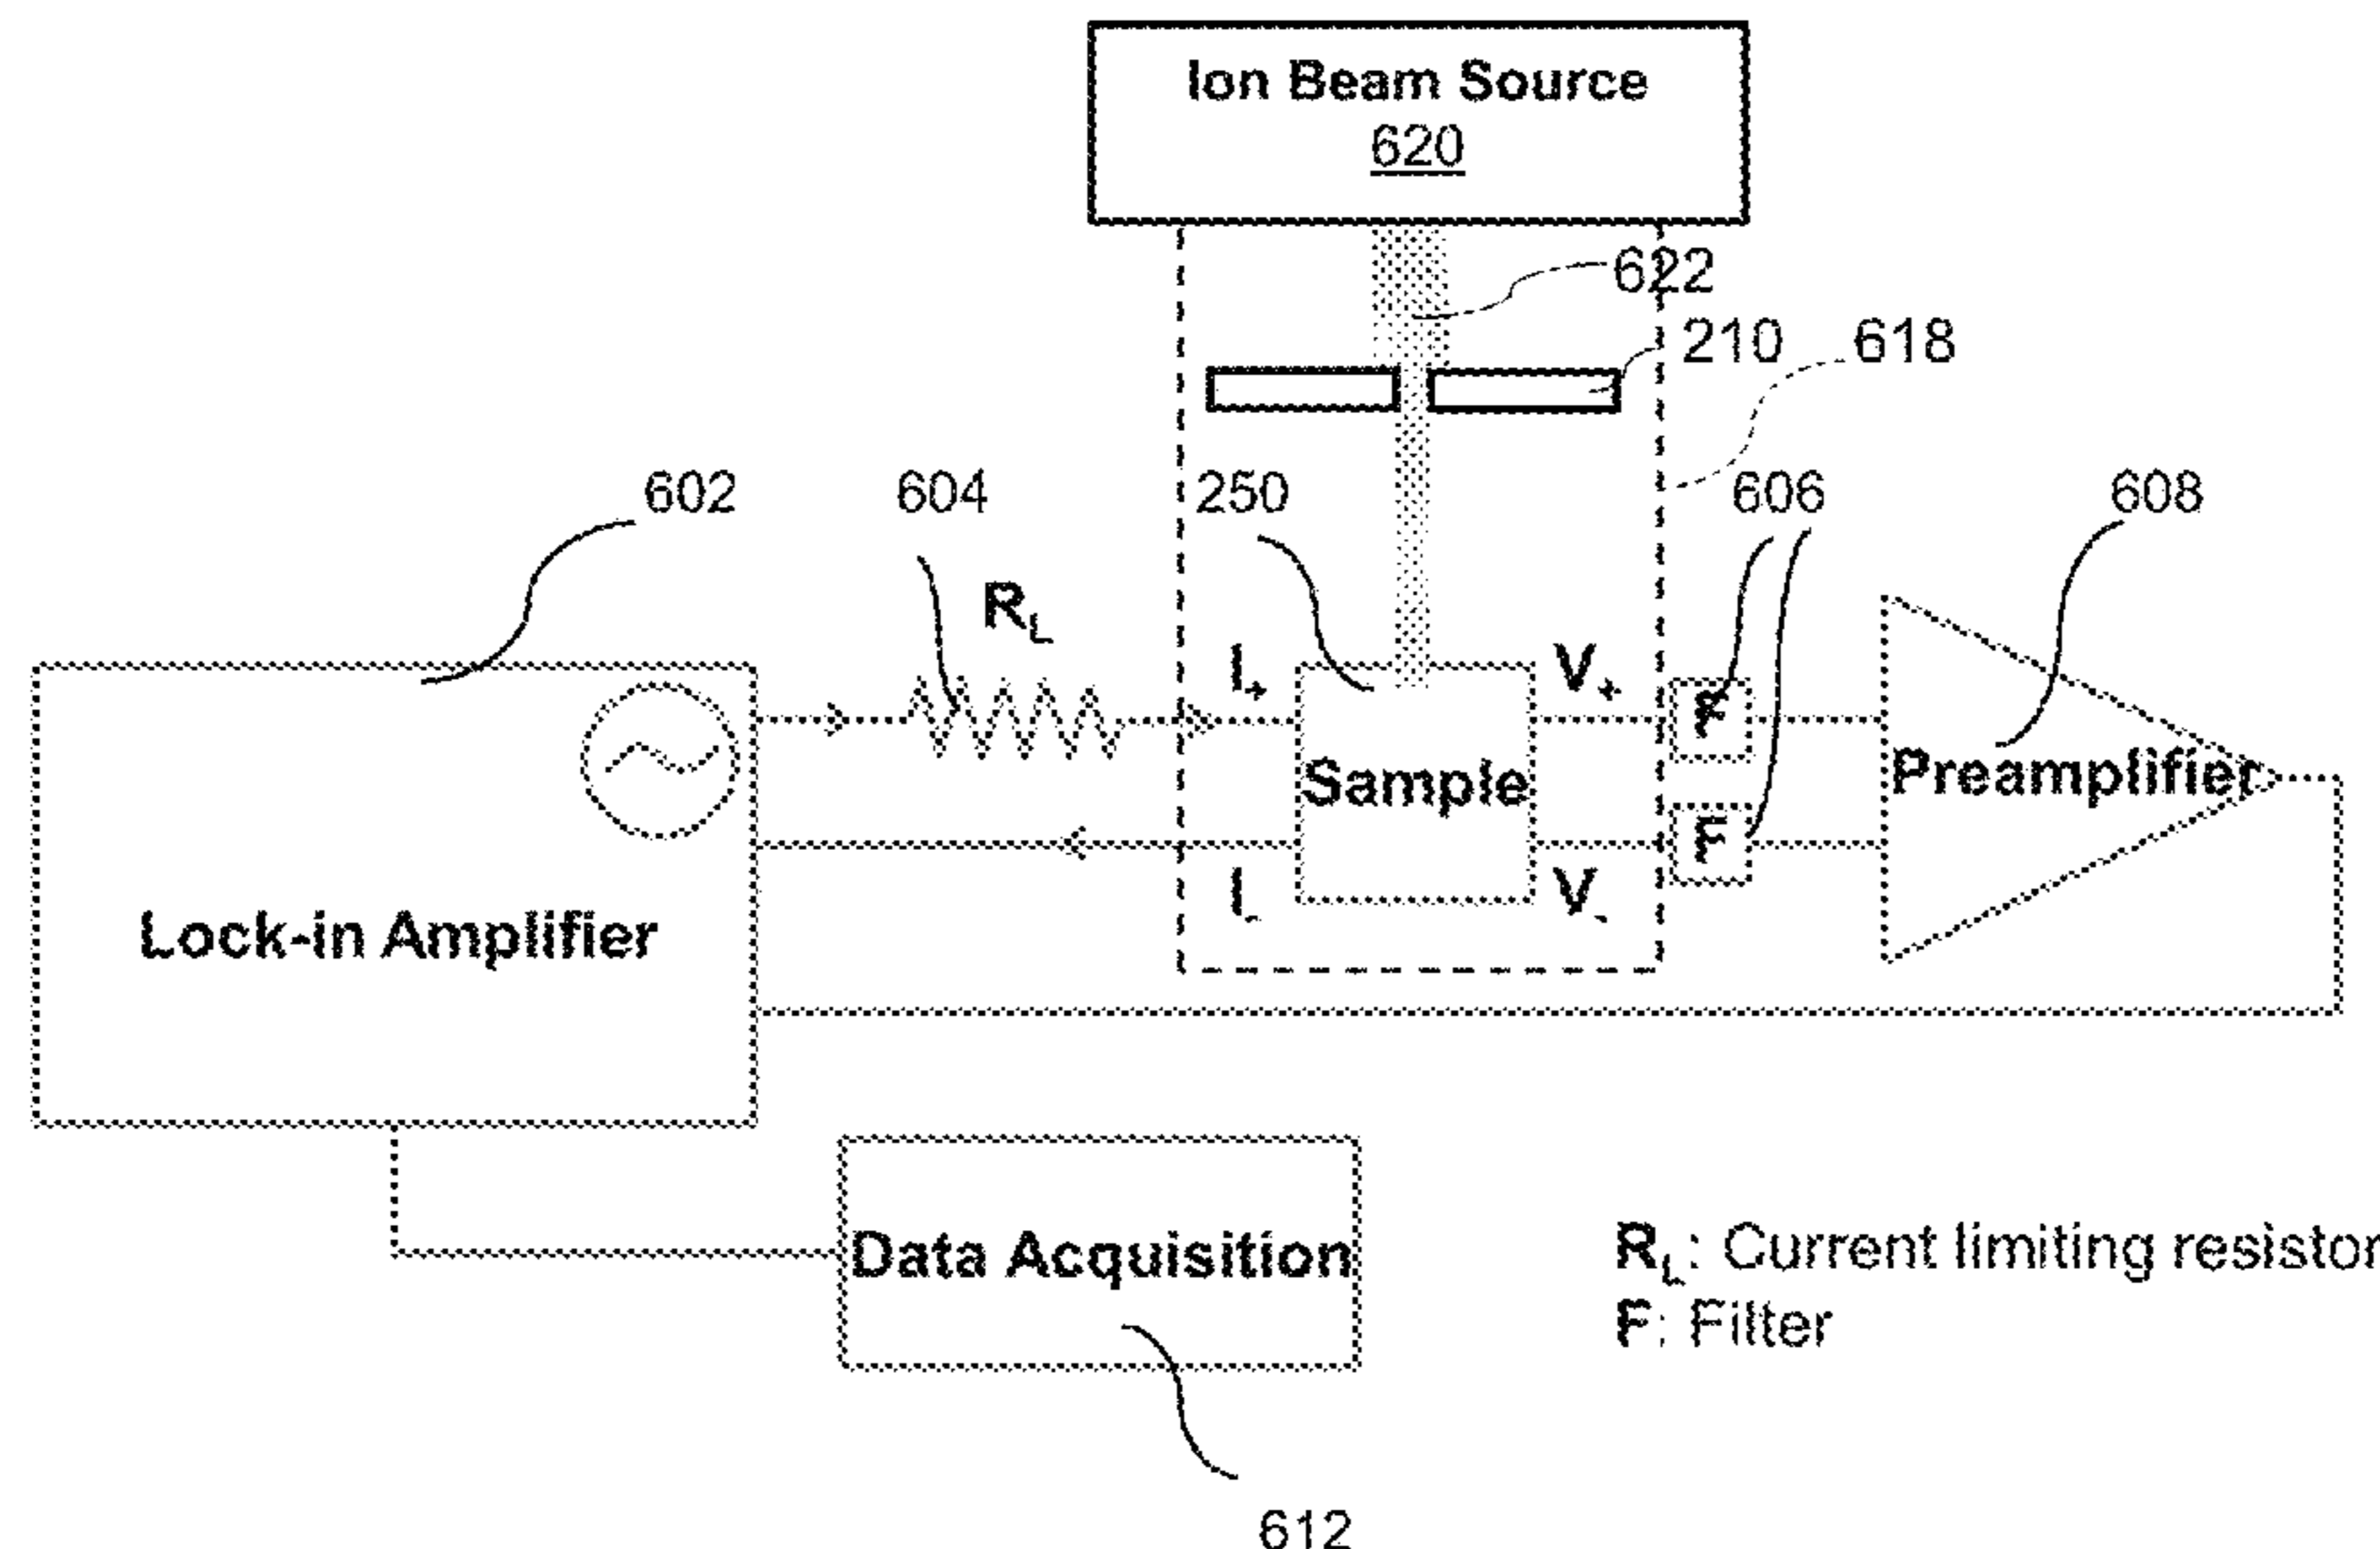 Ion Beam Source
620
622
210
618
602
604
250
606
608
RL
I+
V+
F
Sample
Preamplifier
F
I-
V-
Lock-in Amplifier
Data Acquisition
RL: Current limiting resistor
F: Filter
612